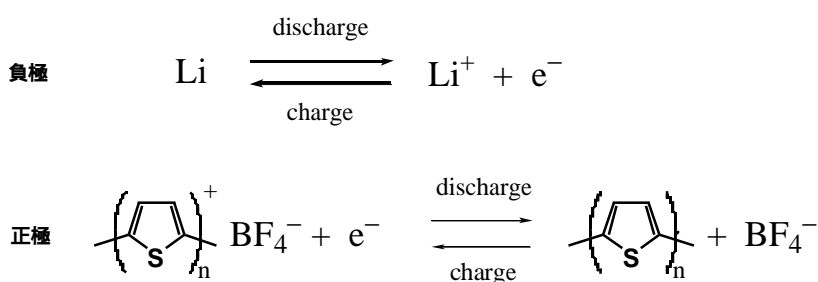 discharge
負極 Li Li⁺ + e⁻
charge
discharge
正極 ( S )ₙ⁺ BF₄⁻ + e⁻ ( S )ₙ + BF₄⁻
charge